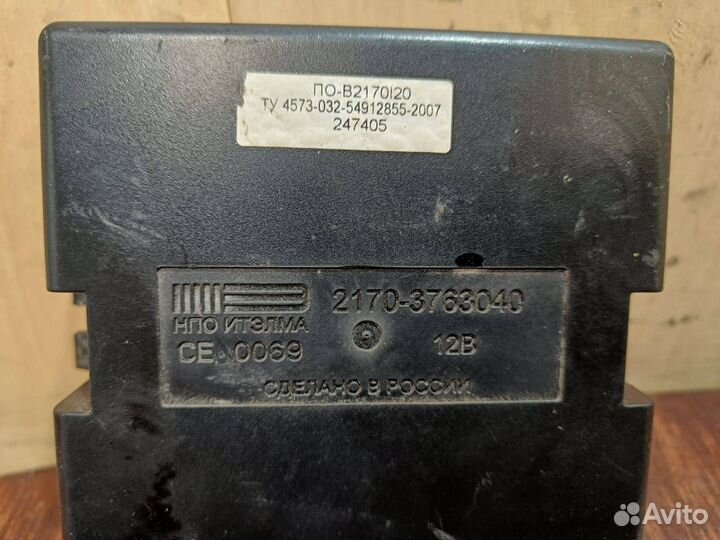 ПО-В2170I20
ТУ 4573-032-54912855-2007
247405
НПО ИТЭЛМА
2170-3763040
CE 0069
12В
СДЕЛАНО В РОССИИ
Avito